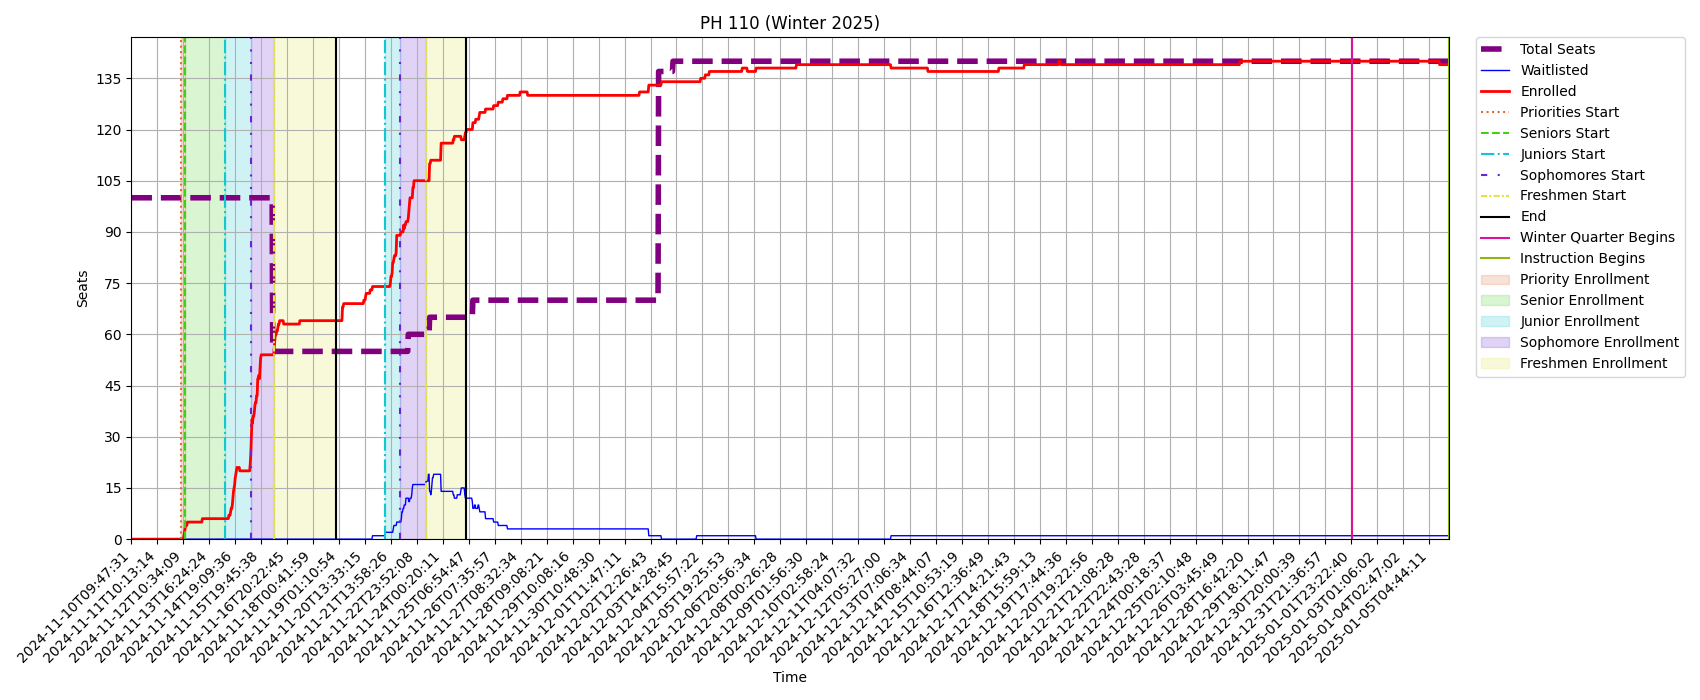 PH 110 (Winter 2025)
Seats
135
120
105
90
75
60
45
30
15
0
2024-11-10T09:47:31
2024-11-11T10:13:14
2024-11-12T10:34:09
2024-11-13T16:24:24
2024-11-14T19:09:36
2024-11-15T19:45:38
2024-11-16T20:22:45
2024-11-18T00:41:59
2024-11-19T01:10:54
2024-11-20T13:33:15
2024-11-21T13:58:26
2024-11-22T23:52:08
2024-11-24T00:20:11
2024-11-25T06:54:47
2024-11-26T07:35:57
2024-11-27T08:32:34
2024-11-28T09:08:21
2024-11-29T10:08:16
2024-11-30T10:48:30
2024-12-01T11:47:11
2024-12-02T12:26:43
2024-12-03T14:28:45
2024-12-04T15:57:22
2024-12-05T19:25:53
2024-12-06T20:56:34
2024-12-08T00:26:28
2024-12-09T01:56:30
2024-12-10T02:58:24
2024-12-11T04:07:32
2024-12-12T05:27:00
2024-12-13T07:06:34
2024-12-14T08:44:07
2024-12-15T10:53:19
2024-12-16T12:36:49
2024-12-17T14:21:43
2024-12-18T15:59:13
2024-12-19T17:44:36
2024-12-20T19:22:56
2024-12-21T21:08:28
2024-12-22T22:43:28
2024-12-24T00:18:37
2024-12-25T02:10:48
2024-12-26T03:45:49
2024-12-28T16:42:20
2024-12-29T18:11:47
2024-12-30T20:00:39
2024-12-31T21:36:57
2025-01-01T23:22:40
2025-01-03T01:06:02
2025-01-04T02:47:02
2025-01-05T04:44:11
Time
Total Seats
Waitlisted
Enrolled
Priorities Start
Seniors Start
Juniors Start
Sophomores Start
Freshmen Start
End
Winter Quarter Begins
Instruction Begins
Priority Enrollment
Senior Enrollment
Junior Enrollment
Sophomore Enrollment
Freshmen Enrollment